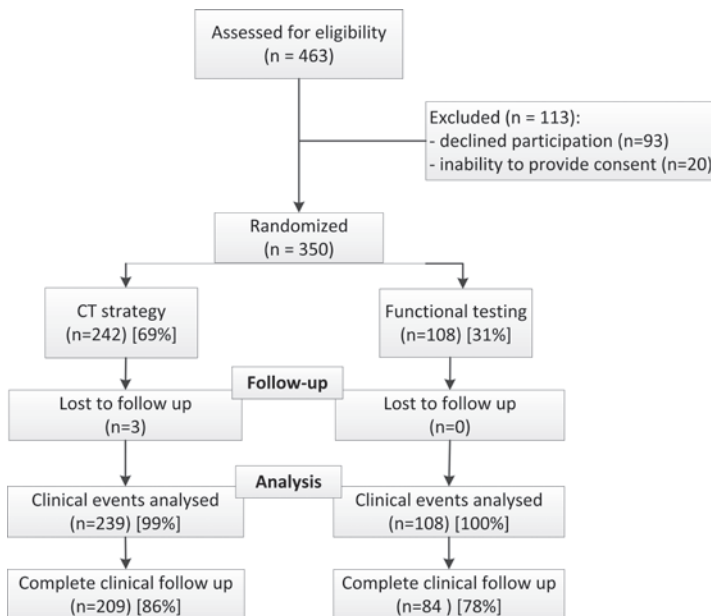 Assessed for eligibility
(n = 463)
Excluded (n = 113):
- declined participation (n=93)
- inability to provide consent (n=20)
Randomized
(n = 350)
CT strategy
(n=242) [69%]
Functional testing
(n=108) [31%]
Follow-up
Lost to follow up
(n=3)
Lost to follow up
(n=0)
Analysis
Clinical events analysed
(n=239) [99%]
Clinical events analysed
(n=108) [100%]
Complete clinical follow up
(n=209) [86%]
Complete clinical follow up
(n=84 ) [78%]